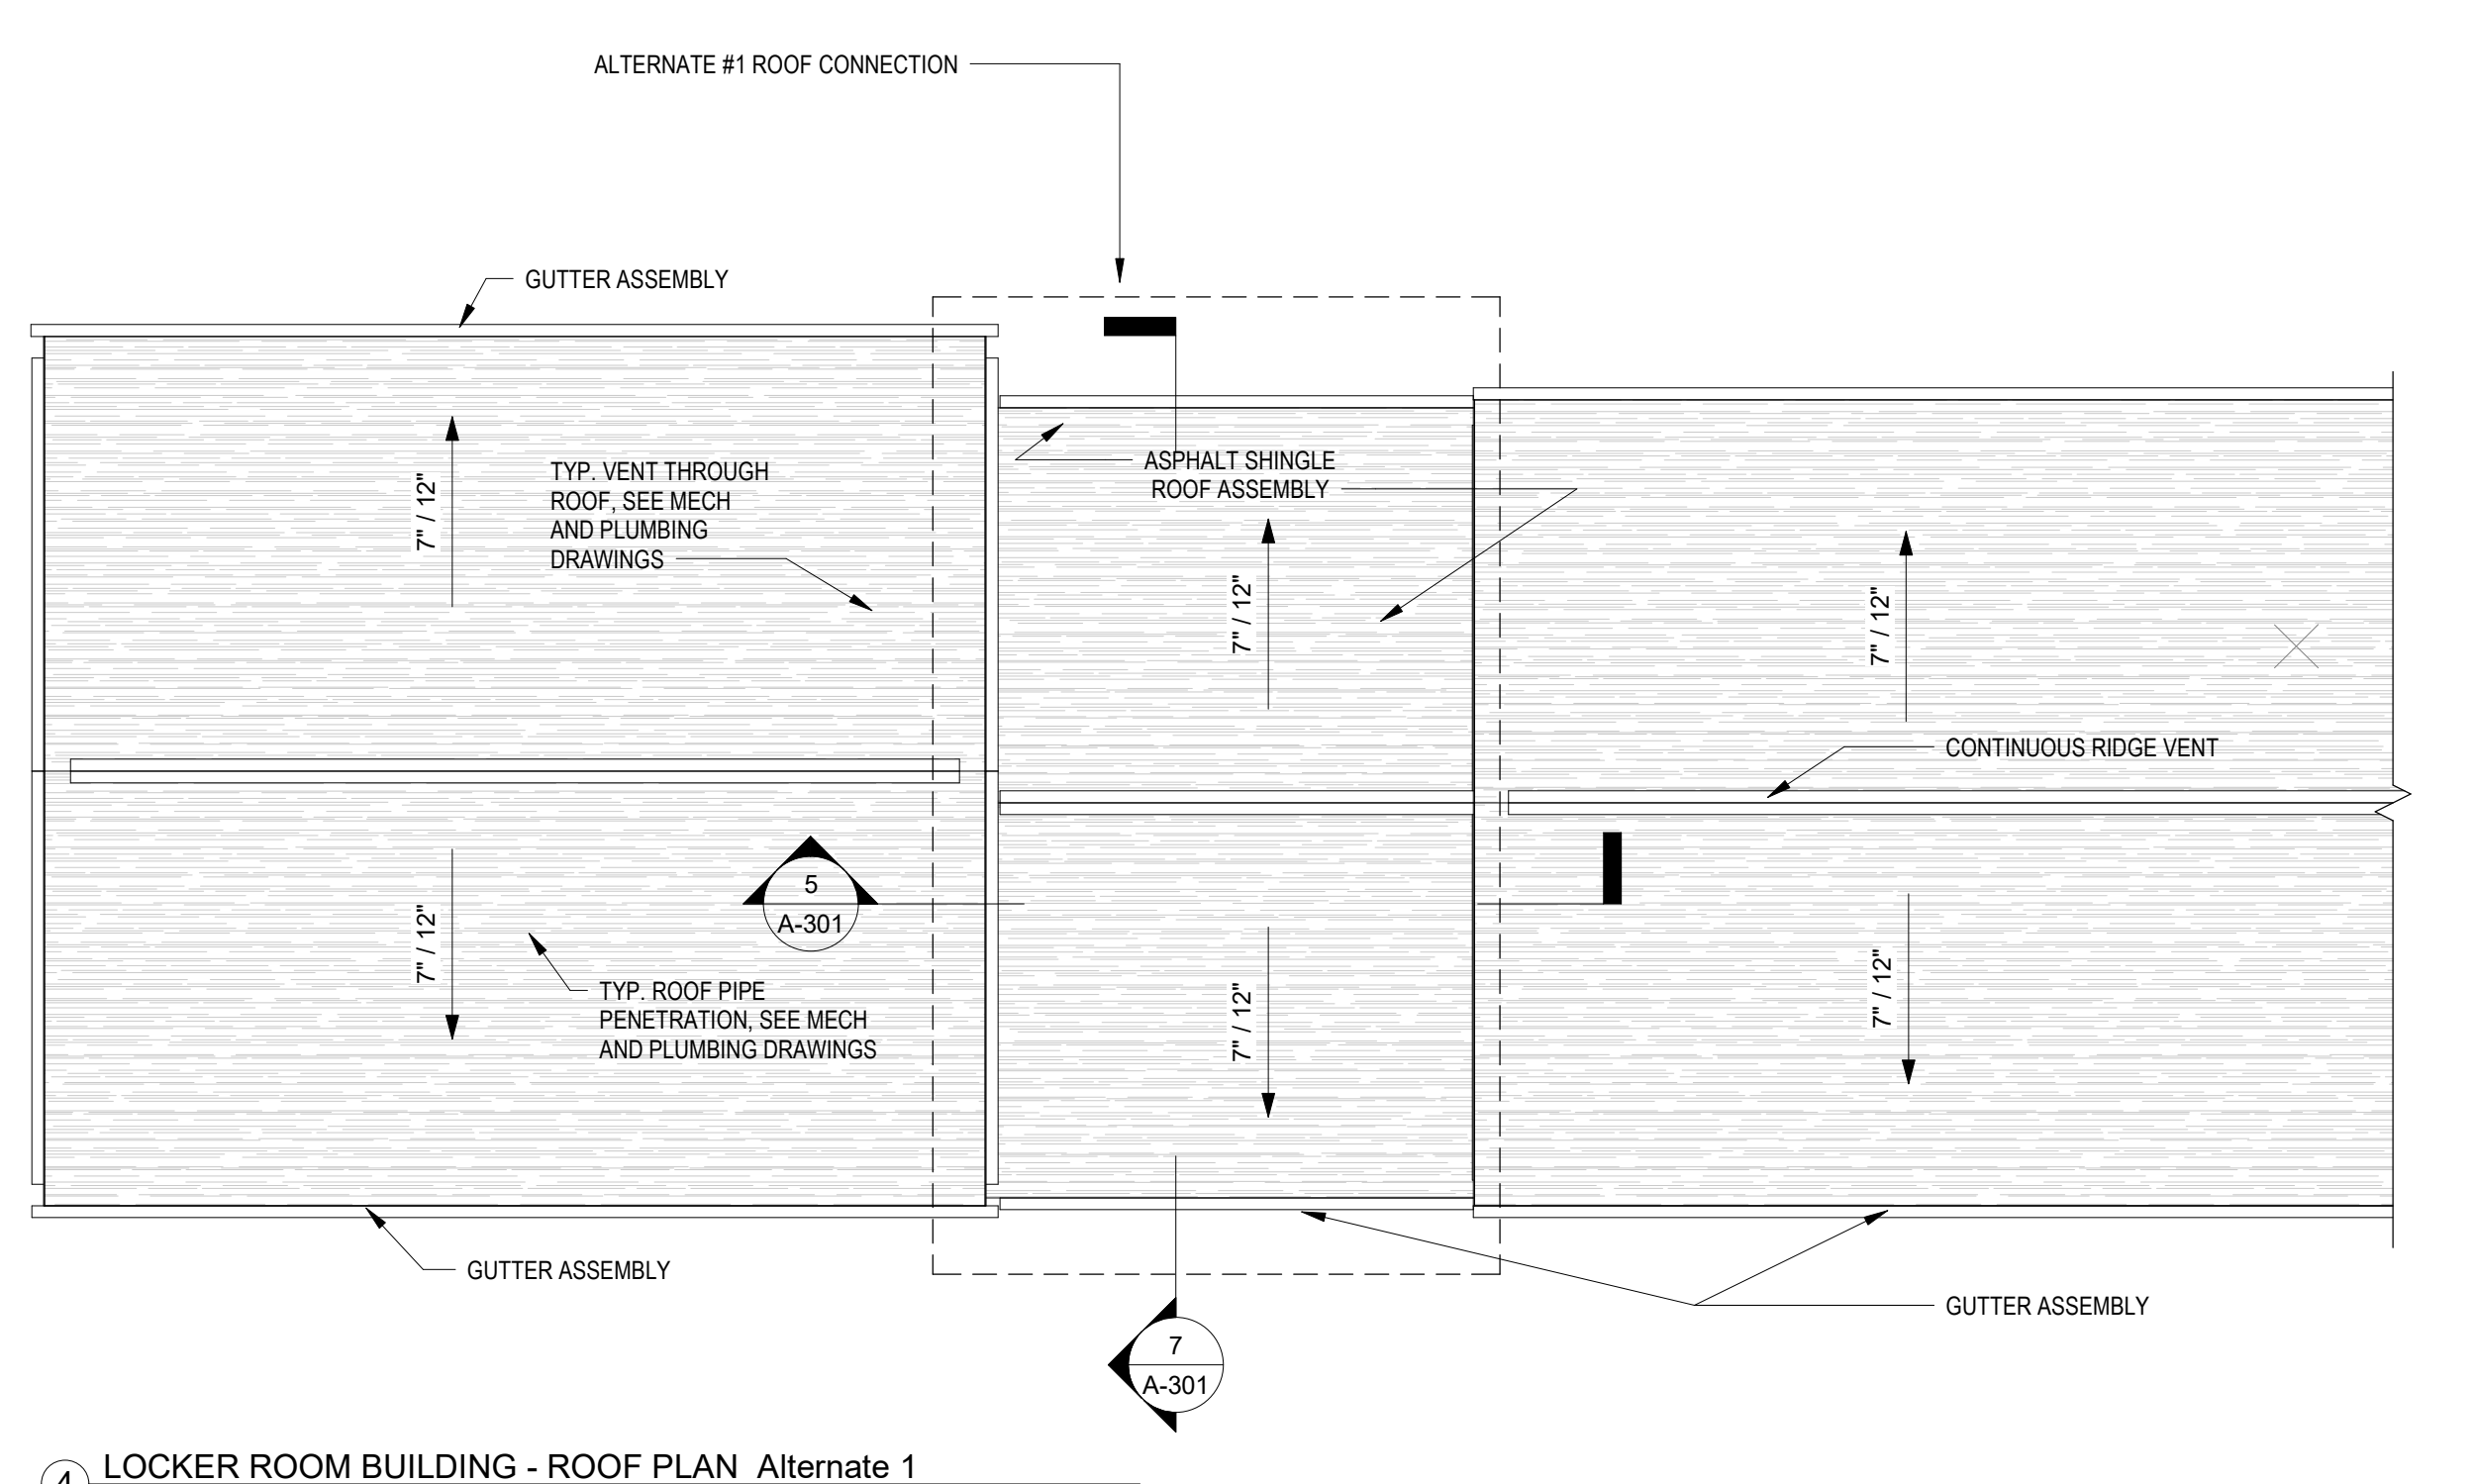 ALTERNATE #1 ROOF CONNECTION
GUTTER ASSEMBLY
ASPHALT SHINGLE
ROOF ASSEMBLY
TYP. VENT THROUGH
ROOF, SEE MECH
AND PLUMBING
DRAWINGS
7" / 12"
7" / 12"
7" / 12"
CONTINUOUS RIDGE VENT
5
A-301
7" / 12"
7" / 12"
7" / 12"
TYP. ROOF PIPE
PENETRATION, SEE MECH
AND PLUMBING DRAWINGS
GUTTER ASSEMBLY
GUTTER ASSEMBLY
7
A-301
4
LOCKER ROOM BUILDING - ROOF PLAN Alternate 1